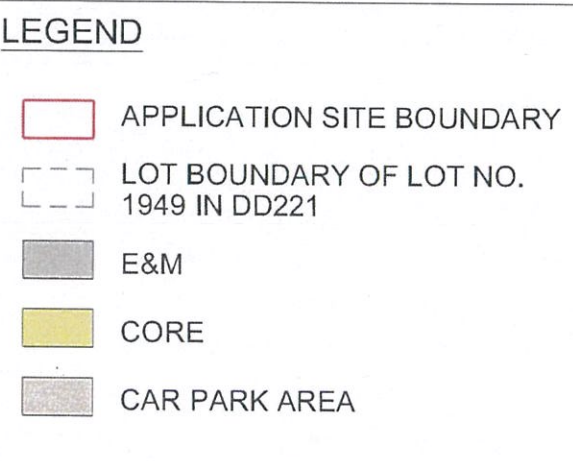 LEGEND
APPLICATION SITE BOUNDARY
LOT BOUNDARY OF LOT NO.
1949 IN DD221
E&M
CORE
CAR PARK AREA